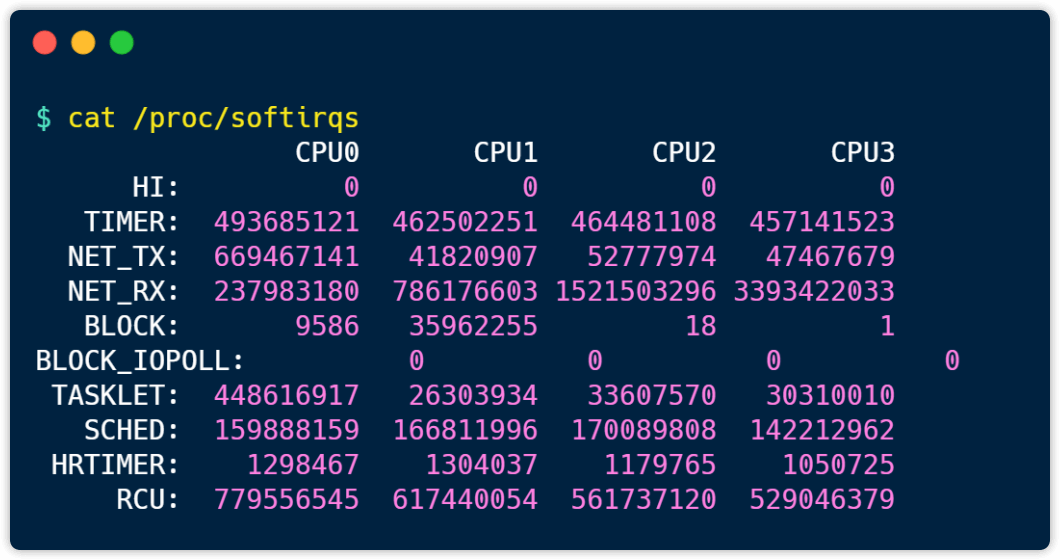 $ cat /proc/softirqs
CPU0 CPU1 CPU2 CPU3
HI: 0 0 0 0
TIMER: 493685121 462502251 464481108 457141523
NET_TX: 669467141 41820907 52777974 47467679
NET_RX: 237983180 786176603 1521503296 3393422033
BLOCK: 9586 35962255 18 1
BLOCK_IOPOLL: 0 0 0 0
TASKLET: 448616917 26303934 33607570 30310010
SCHED: 159888159 166811996 170089808 142212962
HRTIMER: 1298467 1304037 1179765 1050725
RCU: 779556545 617440054 561737120 529046379